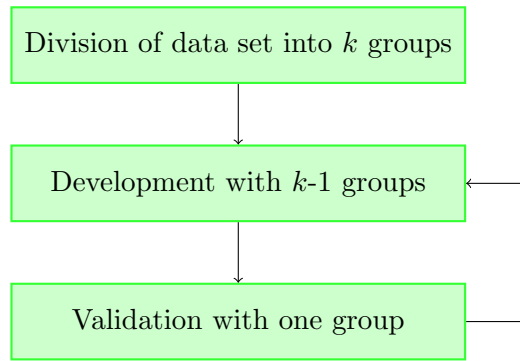 Division of data set into k groups
Development with k-1 groups
Validation with one group